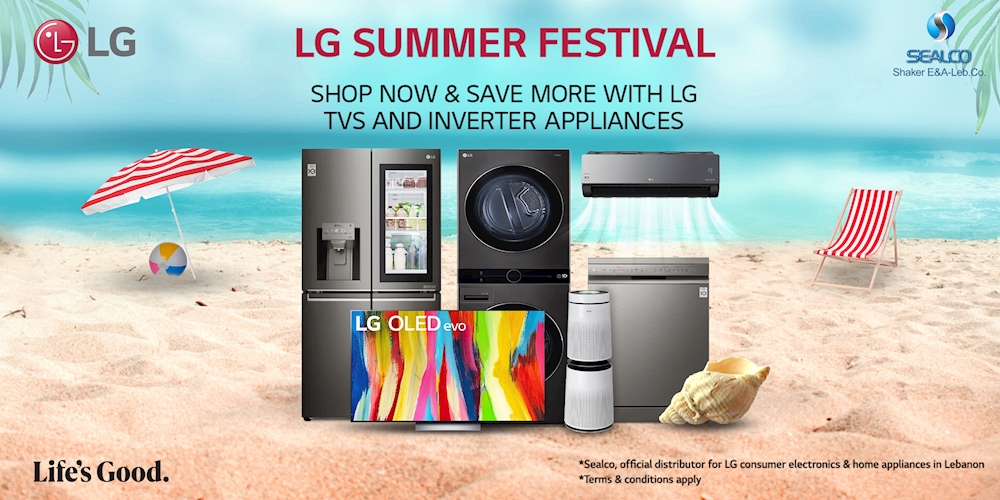 LG
LG SUMMER FESTIVAL
SEALCO
Shaker E&A-Leb.Co.
SHOP NOW & SAVE MORE WITH LG
TVS AND INVERTER APPLIANCES
LG OLED evo
Life's Good.
*Sealco, official distributor for LG consumer electronics & home appliances in Lebanon
*Terms & conditions apply